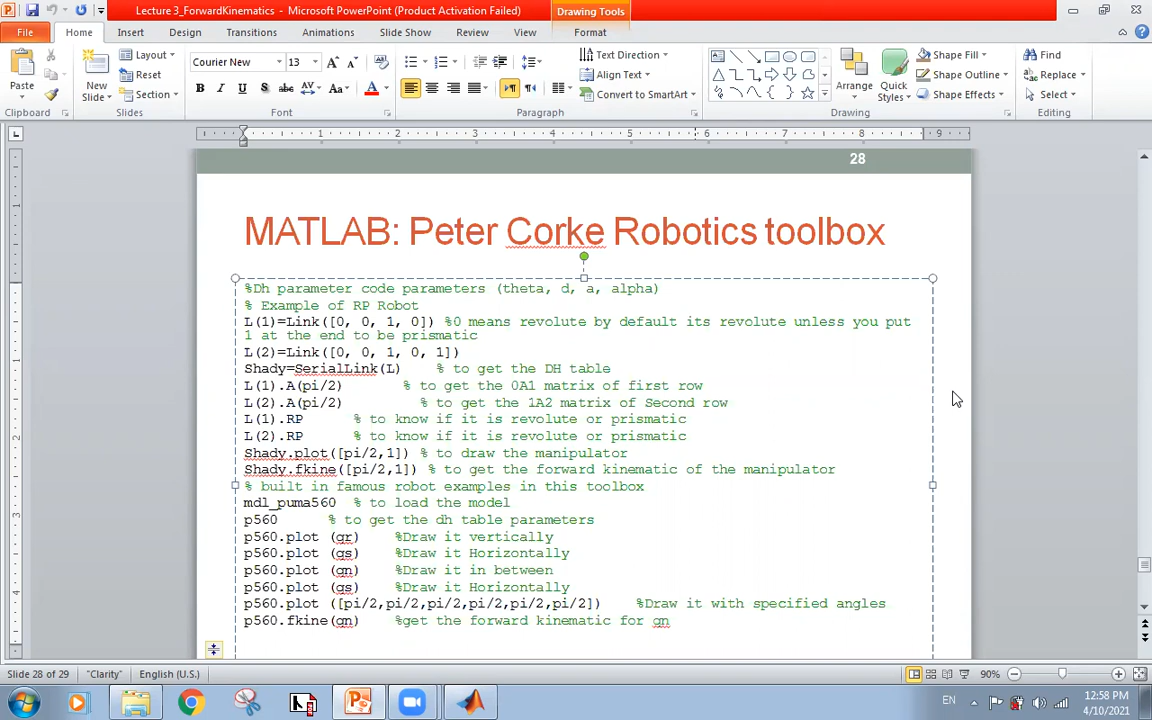 Lecture 3_ForwardKinematics - Microsoft PowerPoint (Product Activation Failed)
Drawing Tools
File Home Insert Design Transitions Animations Slide Show Review View Format
Paste
Clipboard
New Slide
Layout
Reset
Section
Slides
Courier New 13
B I U S abc AV Aa A
Font
Text Direction
Align Text
Convert to SmartArt
Paragraph
Arrange
Quick Styles
Shape Fill
Shape Outline
Shape Effects
Drawing
Find
Replace
Select
Editing
1 2 3 4 5 6 7 8 9
28
MATLAB: Peter Corke Robotics toolbox
%Dh parameter code parameters (theta, d, a, alpha)
% Example of RP Robot
L(1)=Link([0, 0, 1, 0]) %0 means revolute by default its revolute unless you put
1 at the end to be prismatic
L(2)=Link([0, 0, 1, 0, 1])
Shady=SerialLink(L) % to get the DH table
L(1).A(pi/2) % to get the 0A1 matrix of first row
L(2).A(pi/2) % to get the 1A2 matrix of Second row
L(1).RP % to know if it is revolute or prismatic
L(2).RP % to know if it is revolute or prismatic
Shady.plot([pi/2,1]) % to draw the manipulator
Shady.fkine([pi/2,1]) % to get the forward kinematic of the manipulator
% built in famous robot examples in this toolbox
mdl_puma560 % to load the model
p560 % to get the dh table parameters
p560.plot (qr) %Draw it vertically
p560.plot (qs) %Draw it Horizontally
p560.plot (qn) %Draw it in between
p560.plot (qs) %Draw it Horizontally
p560.plot ([pi/2,pi/2,pi/2,pi/2,pi/2,pi/2]) %Draw it with specified angles
p560.fkine(qn) %get the forward kinematic for qn
Slide 28 of 29 "Clarity" English (U.S.) 90%
EN
12:58 PM
4/10/2021